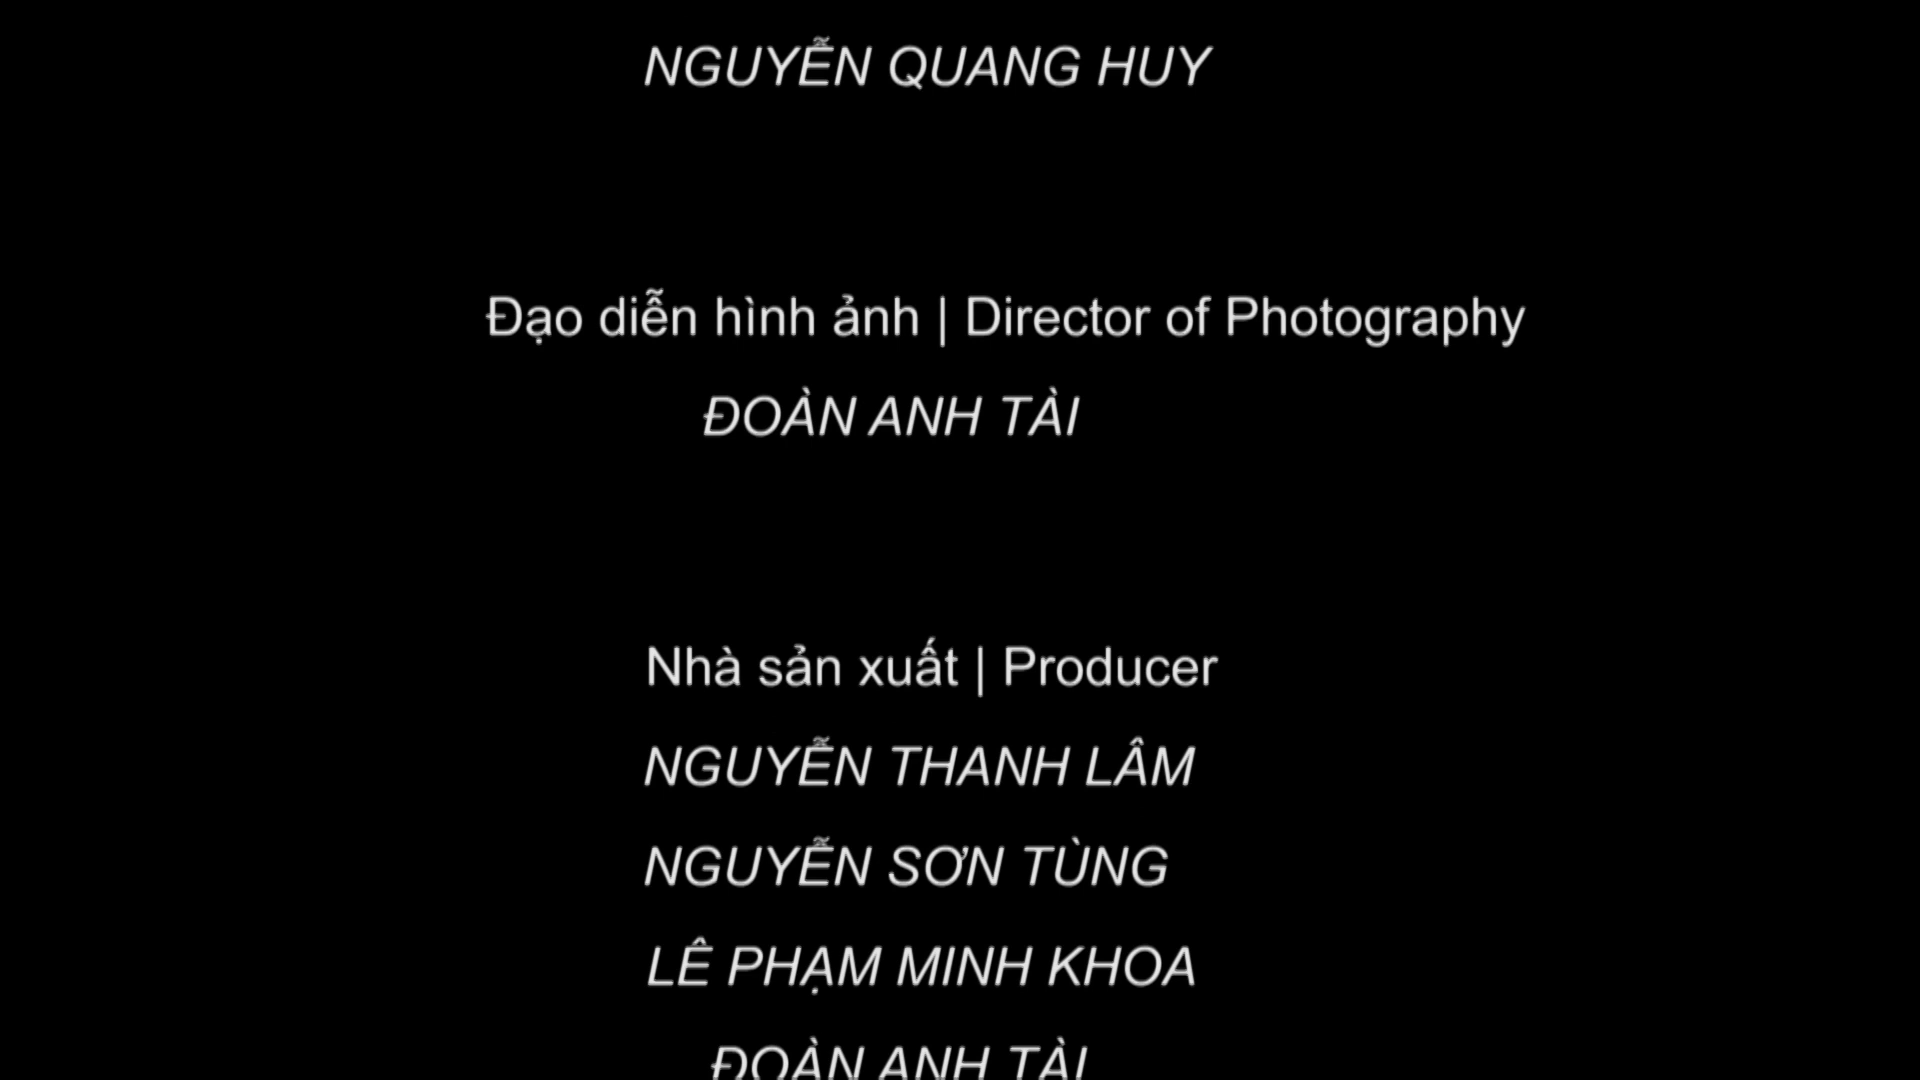 NGUYỄN QUANG HUY
Đạo diễn hình ảnh | Director of Photography
ĐOÀN ANH TÀI
Nhà sản xuất | Producer
NGUYỄN THANH LÂM
NGUYỄN SƠN TÙNG
LÊ PHẠM MINH KHOA
ĐOÀN ANH TÀI